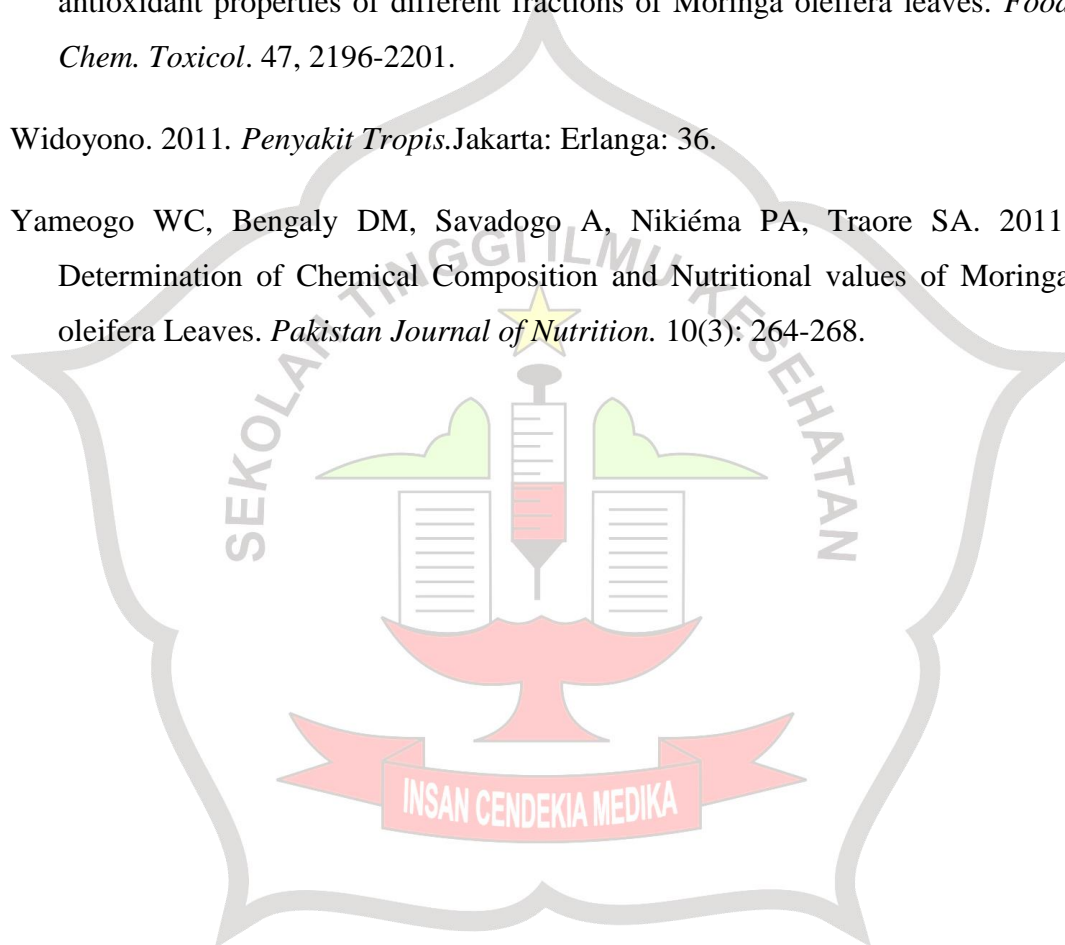 antioxidant properties of different fractions of Moringa oleifera leaves. Food
Chem. Toxicol. 47, 2196-2201.
Widoyono. 2011. Penyakit Tropis.Jakarta: Erlanga: 36.
Yameogo WC, Bengaly DM, Savadogo A, Nikiéma PA, Traore SA. 2011
Determination of Chemical Composition and Nutritional values of Moringa
oleifera Leaves. Pakistan Journal of Nutrition. 10(3): 264-268.
SEKOLAH TINGGI ILMU KESEHATAN
INSAN CENDEKIA MEDIKA